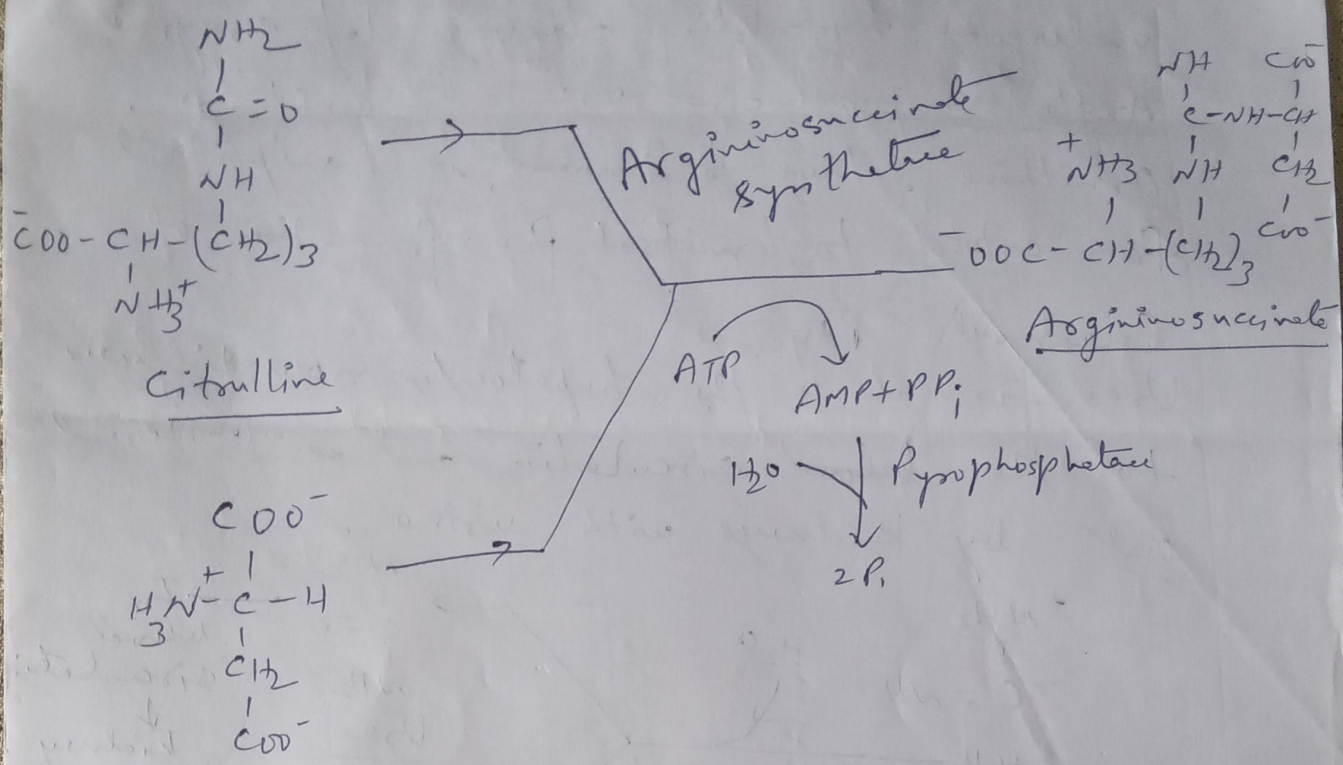 NH2
C=O
NH
⁻COO-CH-(CH2)3
NH3⁺
Citrulline
Argininosuccinate
synthetase
NH COO⁻
C-NH-CH
⁺NH3 NH CH2
⁻OOC-CH-(CH2)3 COO⁻
Argininosuccinate
ATP
AMP+PPi
H2O Pyrophosphatase
2Pi
COO⁻
H3N⁺-C-H
CH2
COO⁻